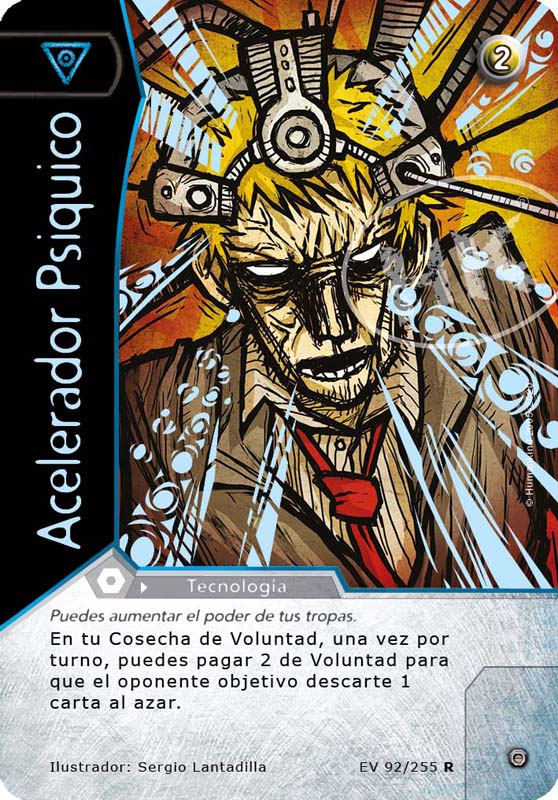 2
Acelerador Psiquico
Tecnología
Puedes aumentar el poder de tus tropas.
En tu Cosecha de Voluntad, una vez por
turno, puedes pagar 2 de Voluntad para
que el oponente objetivo descarte 1
carta al azar.
Ilustrador: Sergio Lantadilla
EV 92/255 R